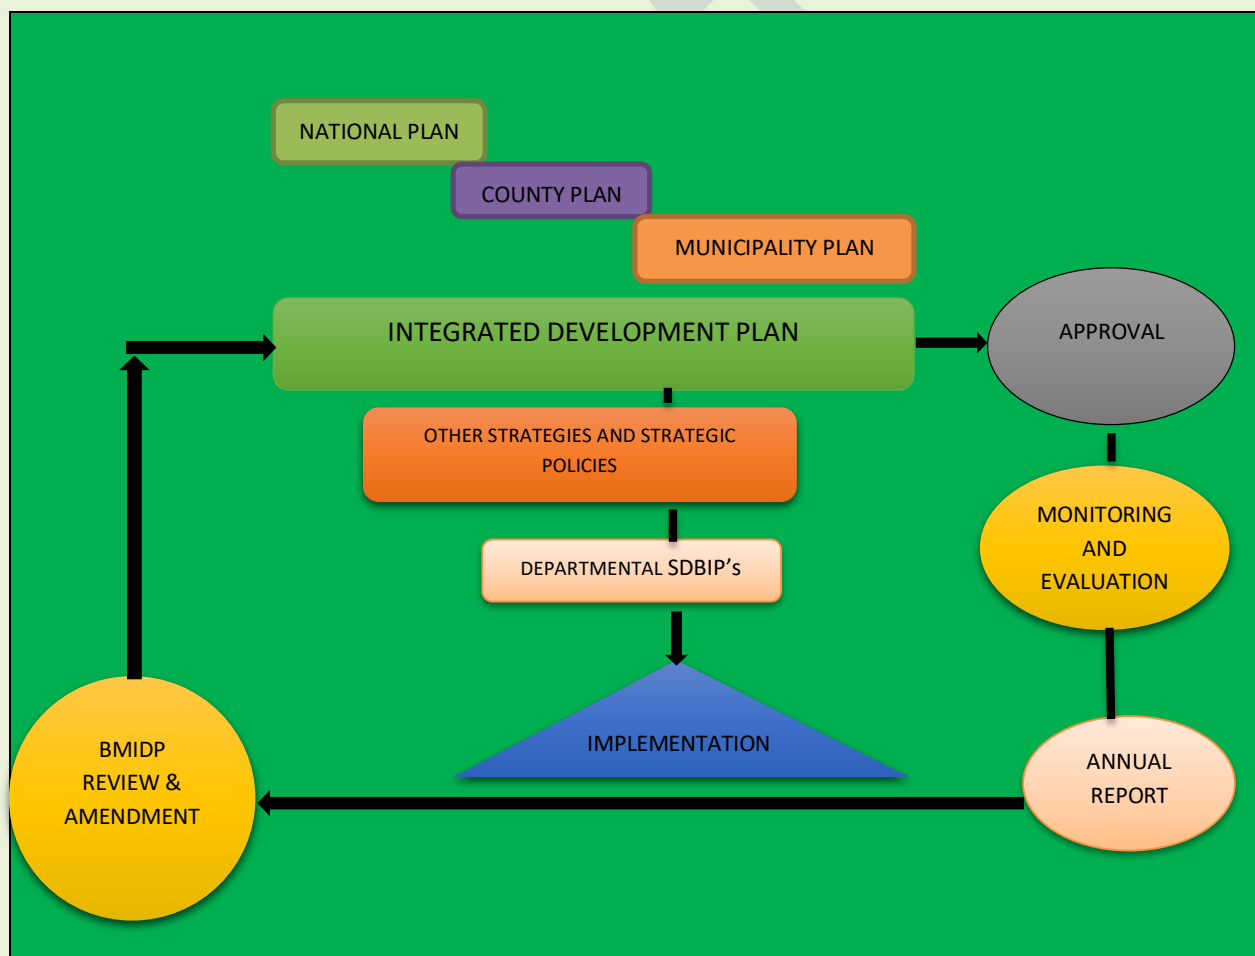 NATIONAL PLAN
COUNTY PLAN
MUNICIPALITY PLAN
INTEGRATED DEVELOPMENT PLAN
APPROVAL
OTHER STRATEGIES AND STRATEGIC
POLICIES
MONITORING
AND
EVALUATION
DEPARTMENTAL SDBIP's
IMPLEMENTATION
ANNUAL
REPORT
BMIDP
REVIEW &
AMENDMENT